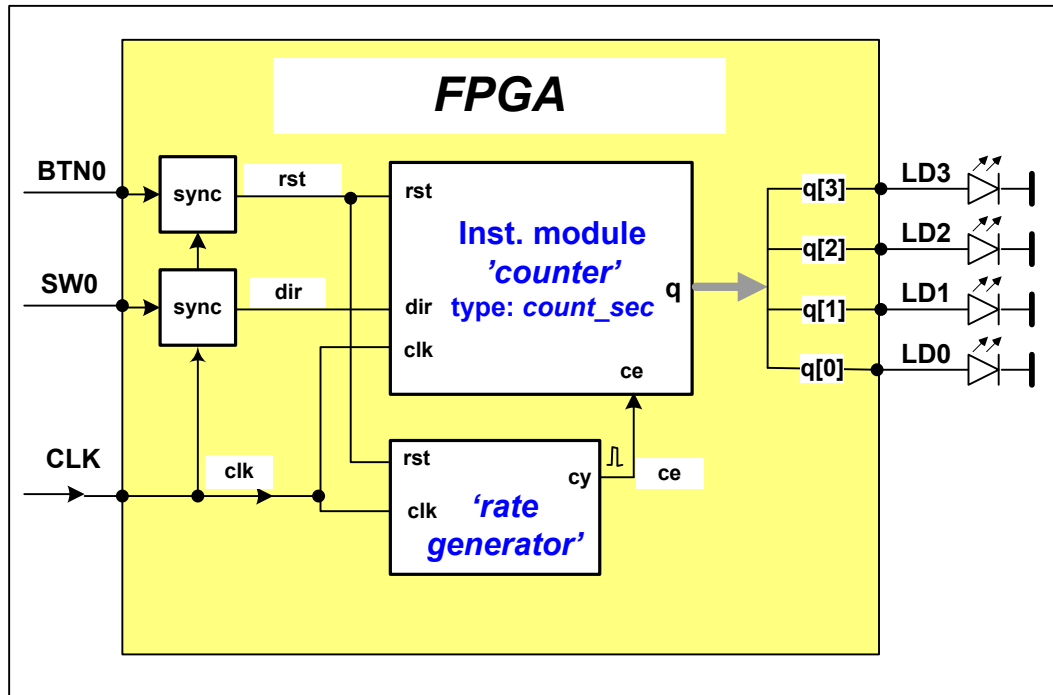 FPGA
BTN0
sync
rst
SW0
sync
dir
CLK
clk
rst
dir
clk
Inst. module
’counter’
type: count_sec
q
ce
rst
clk
cy
‘rate
generator’
ce
q[3]
q[2]
q[1]
q[0]
LD3
LD2
LD1
LD0